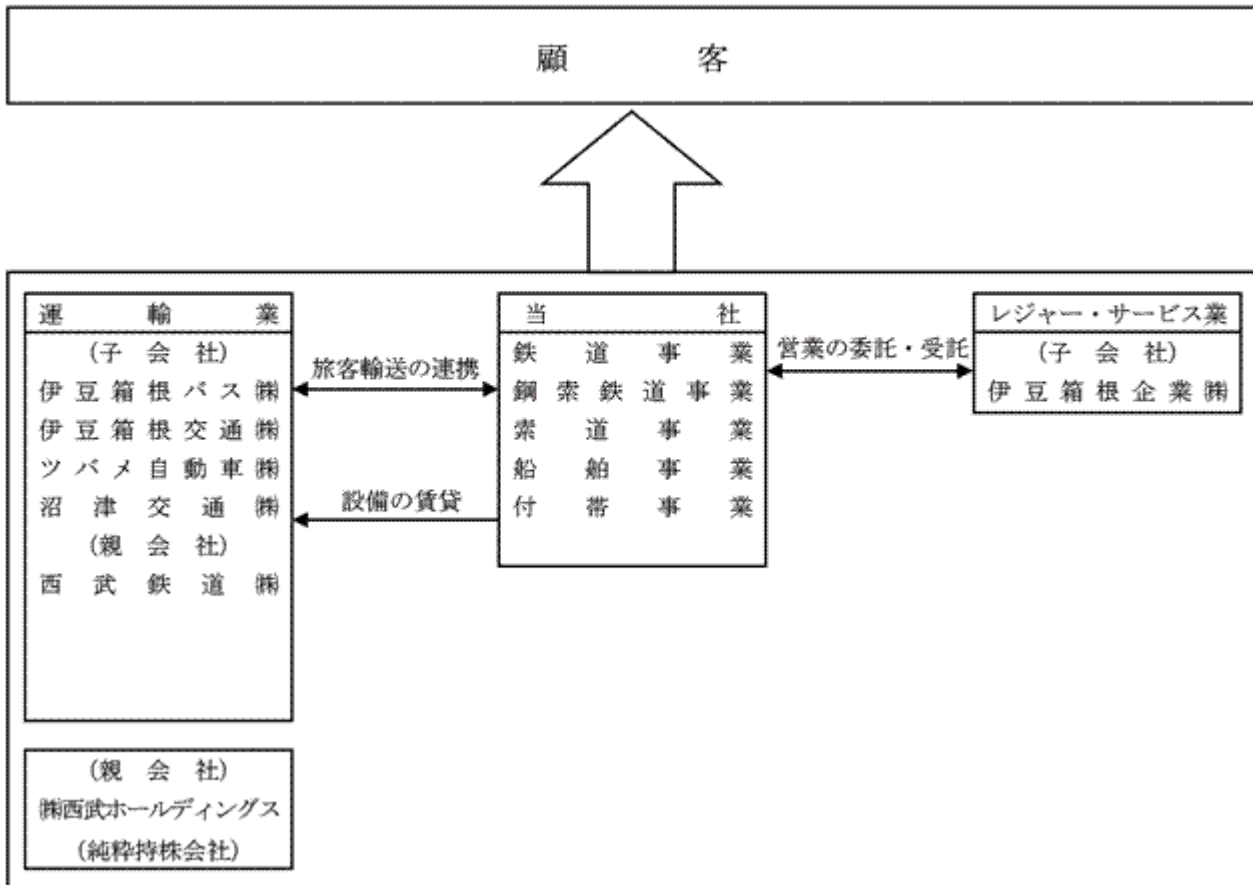 顧客
運輸業
(子会社)
伊豆箱根バス㈱
伊豆箱根交通㈱
ツバメ自動車㈱
沼津交通㈱
(親会社)
西武鉄道㈱
旅客輸送の連携
設備の賃貸
当社
鉄道事業
鋼索鉄道事業
索道事業
船舶事業
付帯事業
営業の委託・受託
レジャー・サービス業
(子会社)
伊豆箱根企業㈱
(親会社)
㈱西武ホールディングス
(純粋持株会社)